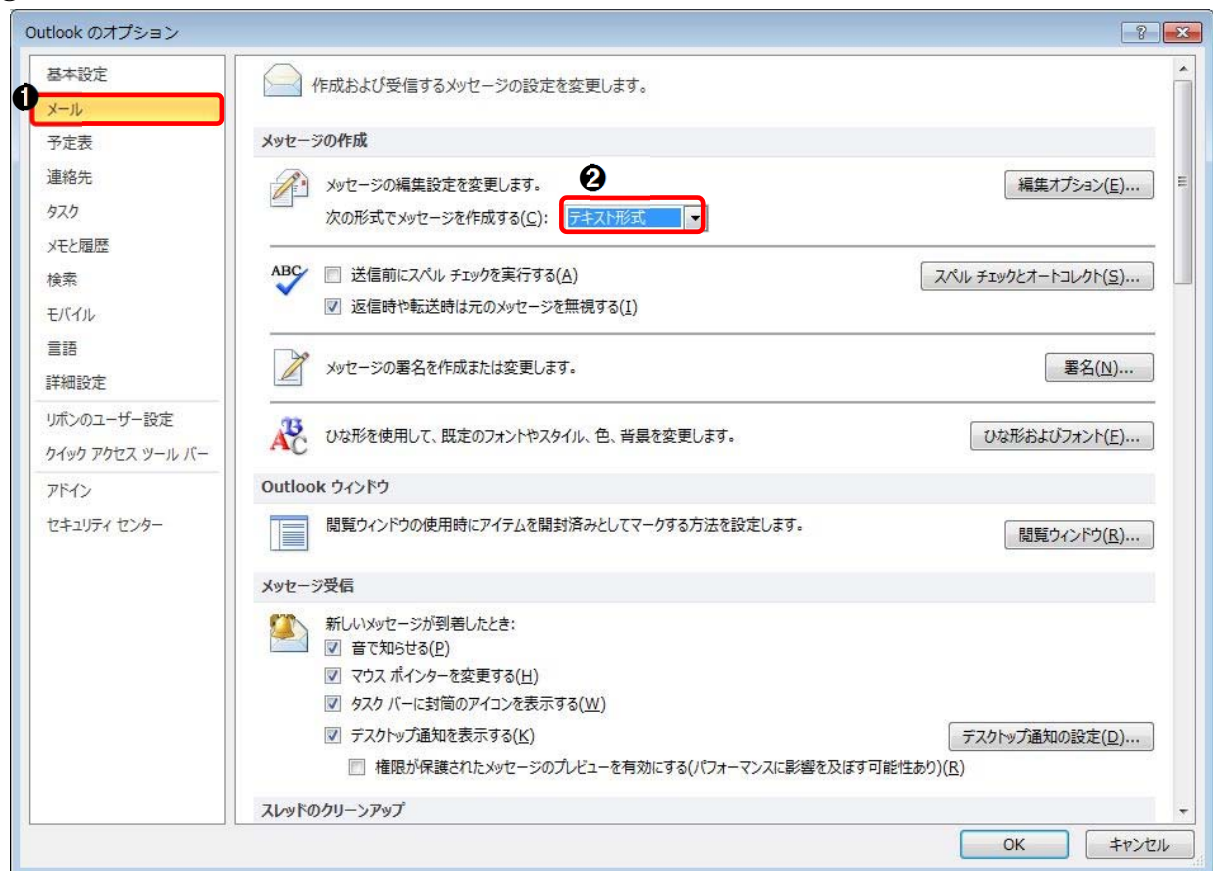 Outlook のオプション
基本設定
❶
メール
予定表
連絡先
タスク
メモと履歴
検索
モバイル
言語
詳細設定
リボンのユーザー設定
クイック アクセス ツール バー
アドイン
セキュリティ センター
作成および受信するメッセージの設定を変更します。
メッセージの作成
メッセージの編集設定を変更します。
❷
編集オプション(E)...
次の形式でメッセージを作成する(C): テキスト形式
ABC
送信前にスペル チェックを実行する(A)
スペル チェックとオートコレクト(S)...
返信時や転送時は元のメッセージを無視する(I)
メッセージの署名を作成または変更します。
署名(N)...
ひな形を使用して、既定のフォントやスタイル、色、背景を変更します。
ひな形およびフォント(F)...
Outlook ウィンドウ
閲覧ウィンドウの使用時にアイテムを開封済みとしてマークする方法を設定します。
閲覧ウィンドウ(R)...
メッセージ受信
新しいメッセージが到着したとき:
音で知らせる(P)
マウス ポインターを変更する(H)
タスク バーに封筒のアイコンを表示する(W)
デスクトップ通知を表示する(K)
デスクトップ通知の設定(D)...
権限が保護されたメッセージのプレビューを有効にする(パフォーマンスに影響を及ぼす可能性あり)(R)
スレッドのクリーンアップ
OK
キャンセル